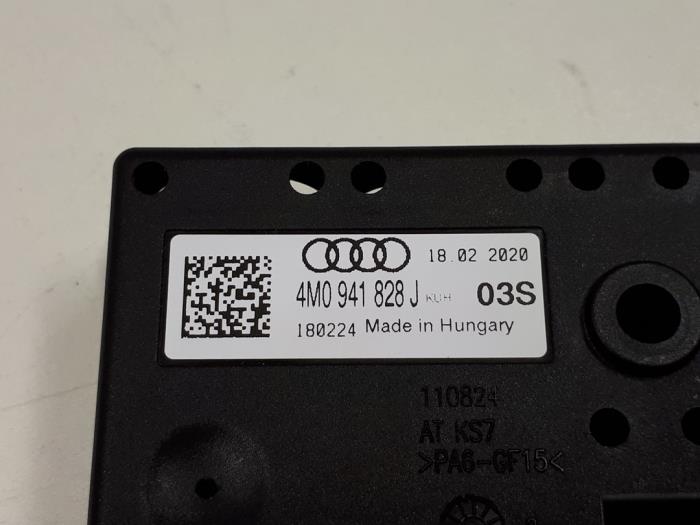 18.02 2020
4M0 941 828 J KUH 03S
180224 Made in Hungary
110824
AT KS7
>PA6-GF15<